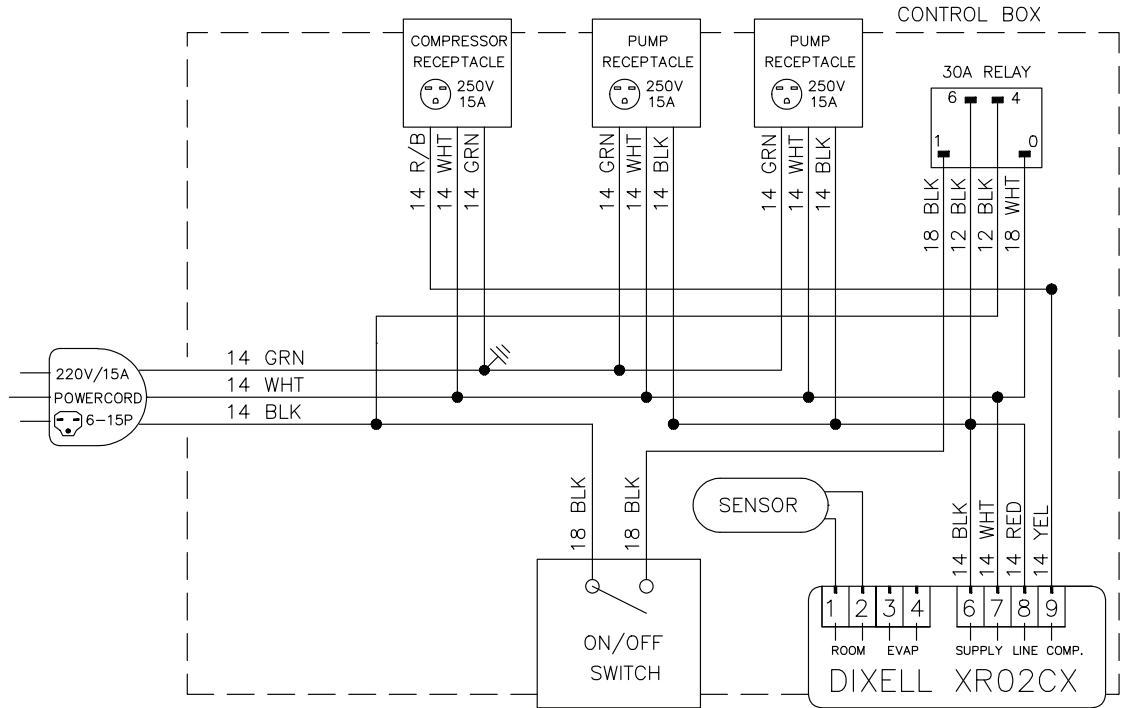 CONTROL BOX
COMPRESSOR
RECEPTACLE
250V
15A
PUMP
RECEPTACLE
250V
15A
PUMP
RECEPTACLE
250V
15A
30A RELAY
6
4
1
0
14 R/B
14 WHT
14 GRN
14 GRN
14 WHT
14 BLK
14 GRN
14 WHT
14 BLK
18 BLK
12 BLK
12 BLK
18 WHT
220V/15A
POWERCORD
6-15P
14 GRN
14 WHT
14 BLK
18 BLK
18 BLK
SENSOR
14 BLK
14 WHT
14 RED
14 YEL
ON/OFF
SWITCH
1 2 3 4 6 7 8 9
ROOM EVAP SUPPLY LINE COMP.
DIXELL XR02CX